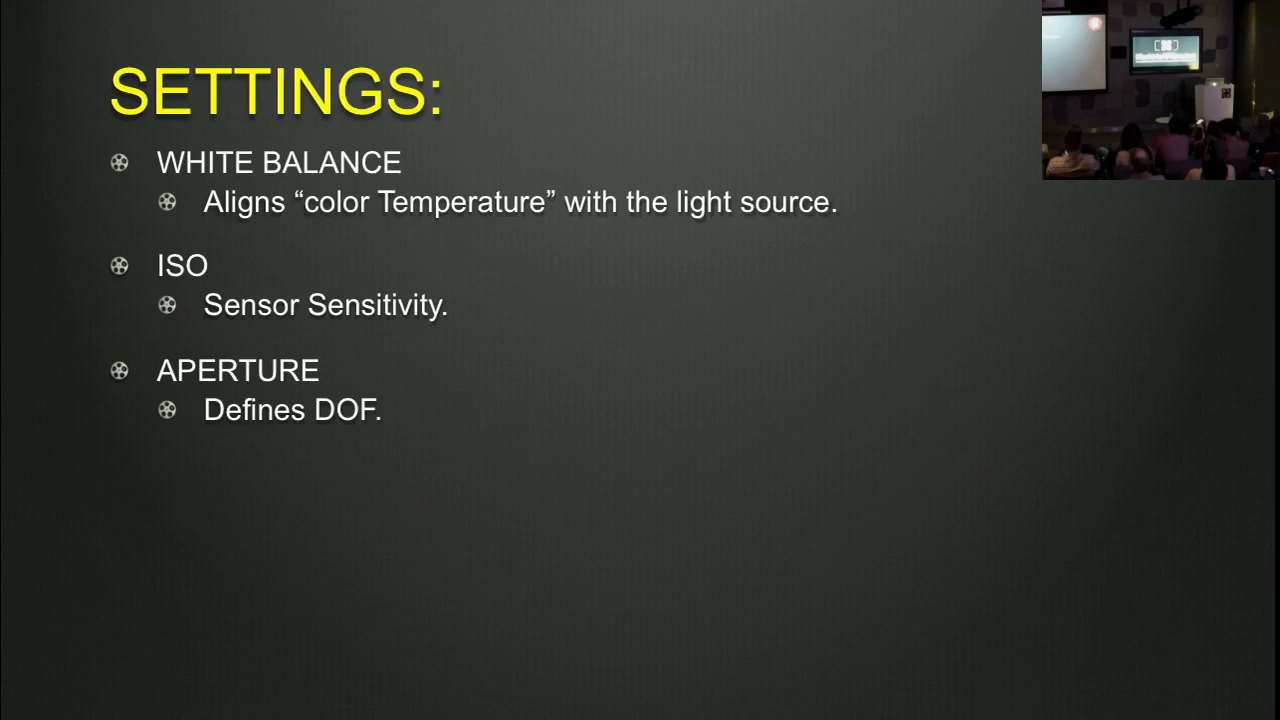 SETTINGS:
WHITE BALANCE
Aligns “color Temperature” with the light source.
ISO
Sensor Sensitivity.
APERTURE
Defines DOF.